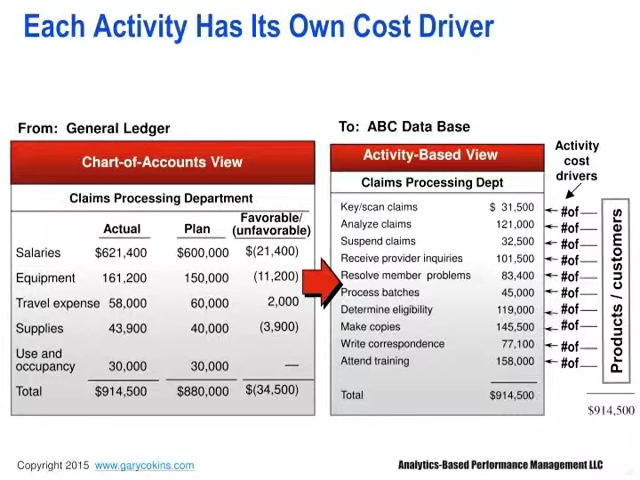 Each Activity Has Its Own Cost Driver
From: General Ledger
Chart-of-Accounts View
Claims Processing Department
Actual Plan Favorable/ (unfavorable)
Salaries $621,400 $600,000 $(21,400)
Equipment 161,200 150,000 (11,200)
Travel expense 58,000 60,000 2,000
Supplies 43,900 40,000 (3,900)
Use and
occupancy 30,000 30,000 —
Total $914,500 $880,000 $(34,500)
To: ABC Data Base
Activity-Based View
Claims Processing Dept
Key/scan claims $ 31,500
Analyze claims 121,000
Suspend claims 32,500
Receive provider inquiries 101,500
Resolve member problems 83,400
Process batches 45,000
Determine eligibility 119,000
Make copies 145,500
Write correspondence 77,100
Attend training 158,000
Total $914,500
Activity
cost
drivers
#of
#of
#of
#of
#of
#of
#of
#of
#of
#of
Products / customers
$914,500
Copyright 2015 www.garycokins.com
Analytics-Based Performance Management LLC